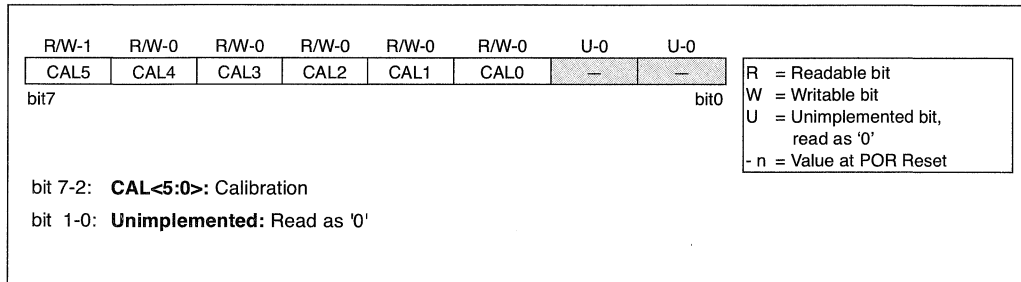 R/W-1 R/W-0 R/W-0 R/W-0 R/W-0 R/W-0 U-0 U-0
CAL5 CAL4 CAL3 CAL2 CAL1 CAL0 — —
bit7 bit0
R = Readable bit
W = Writable bit
U = Unimplemented bit,
read as ‘0’
- n = Value at POR Reset
bit 7-2: CAL<5:0>: Calibration
bit 1-0: Unimplemented: Read as '0'